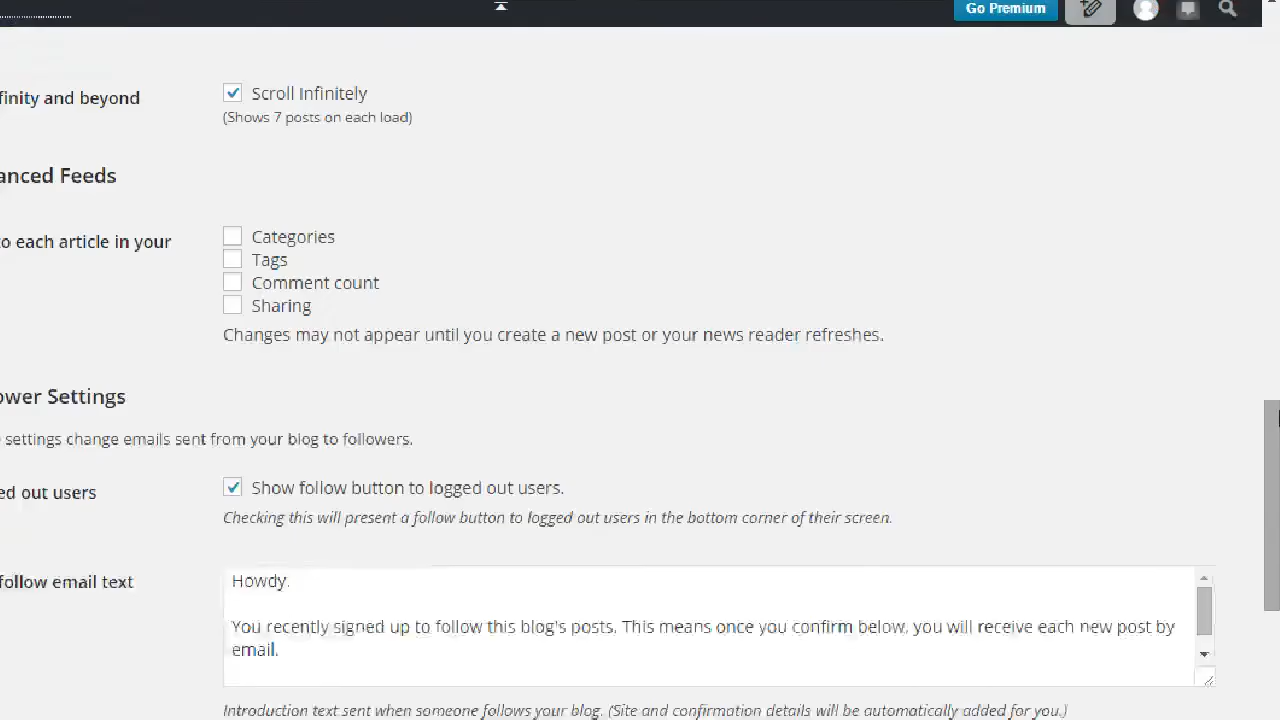 Go Premium
finity and beyond
Scroll Infinitely
(Shows 7 posts on each load)
anced Feeds
o each article in your
Categories
Tags
Comment count
Sharing
Changes may not appear until you create a new post or your news reader refreshes.
ower Settings
settings change emails sent from your blog to followers.
ed out users
Show follow button to logged out users.
Checking this will present a follow button to logged out users in the bottom corner of their screen.
follow email text
Howdy.
You recently signed up to follow this blog's posts. This means once you confirm below, you will receive each new post by
email.
Introduction text sent when someone follows your blog. (Site and confirmation details will be automatically added for you.)